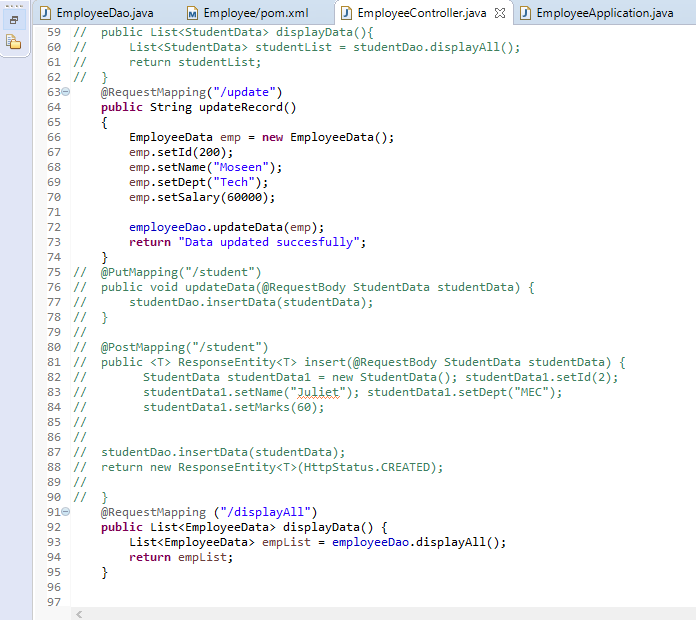 EmployeeDao.java Employee/pom.xml EmployeeController.java EmployeeApplication.java
59 // public List<StudentData> displayData(){
60 // List<StudentData> studentList = studentDao.displayAll();
61 // return studentList;
62 // }
63 @RequestMapping("/update")
64 public String updateRecord()
65 {
66 EmployeeData emp = new EmployeeData();
67 emp.setId(200);
68 emp.setName("Moseen");
69 emp.setDept("Tech");
70 emp.setSalary(60000);
71
72 employeeDao.updateData(emp);
73 return "Data updated succesfully";
74 }
75 // @PutMapping("/student")
76 // public void updateData(@RequestBody StudentData studentData) {
77 // studentDao.insertData(studentData);
78 // }
79 //
80 // @PostMapping("/student")
81 // public <T> ResponseEntity<T> insert(@RequestBody StudentData studentData) {
82 // StudentData studentData1 = new StudentData(); studentData1.setId(2);
83 // studentData1.setName("Juliet"); studentData1.setDept("MEC");
84 // studentData1.setMarks(60);
85 //
86 //
87 // studentDao.insertData(studentData);
88 // return new ResponseEntity<T>(HttpStatus.CREATED);
89 //
90 // }
91 @RequestMapping ("/displayAll")
92 public List<EmployeeData> displayData() {
93 List<EmployeeData> empList = employeeDao.displayAll();
94 return empList;
95 }
96
97